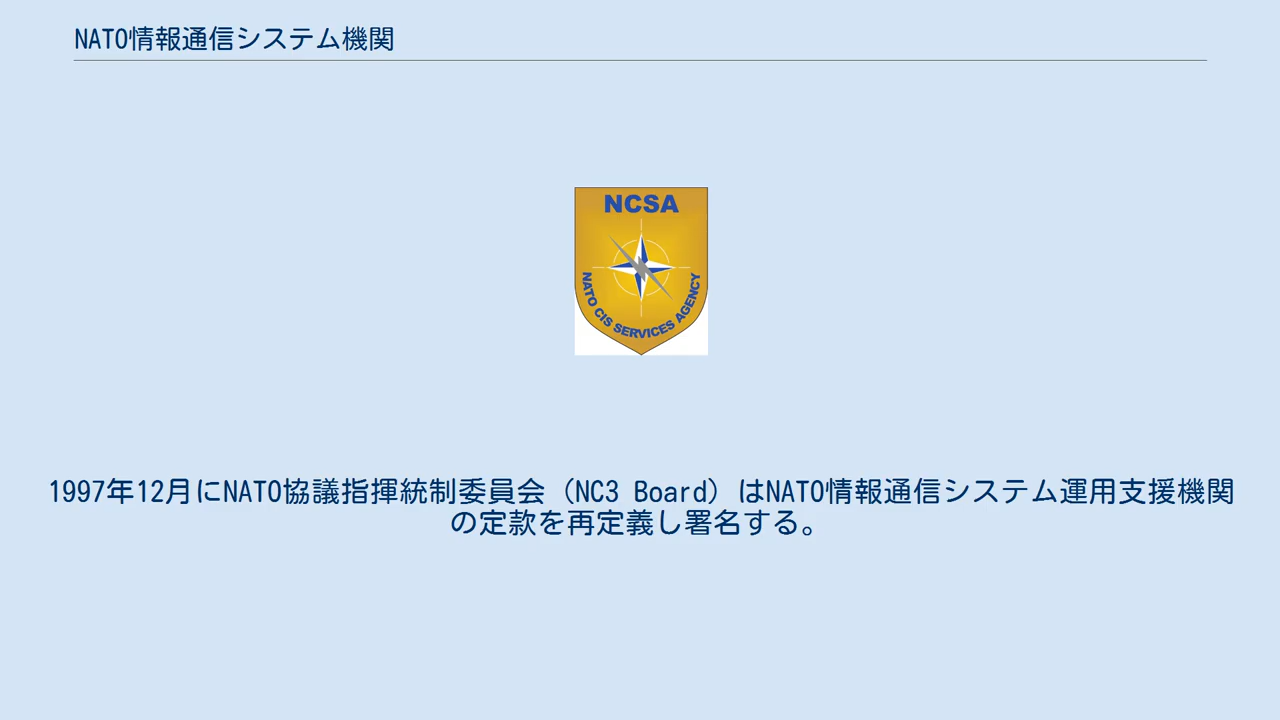 NATO情報通信システム機関
NCSA
NATO CIS SERVICES AGENCY
1997年12月にNATO協議指揮統制委員会（NC3 Board）はNATO情報通信システム運用支援機関
の定款を再定義し署名する。